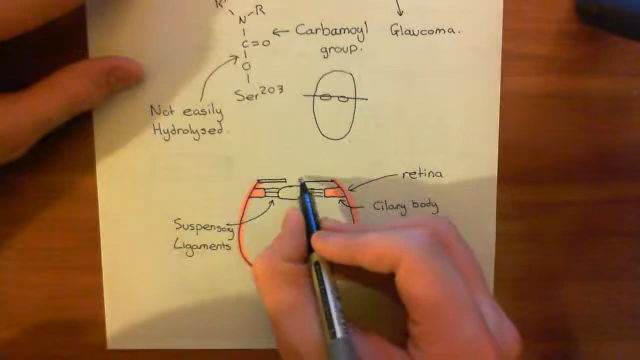 R' R
N
C=O ← Carbamoyl
group.
O
Ser203
Not easily
Hydrolysed.
Glaucoma.
retina
Cilary body
Suspensory
Ligaments